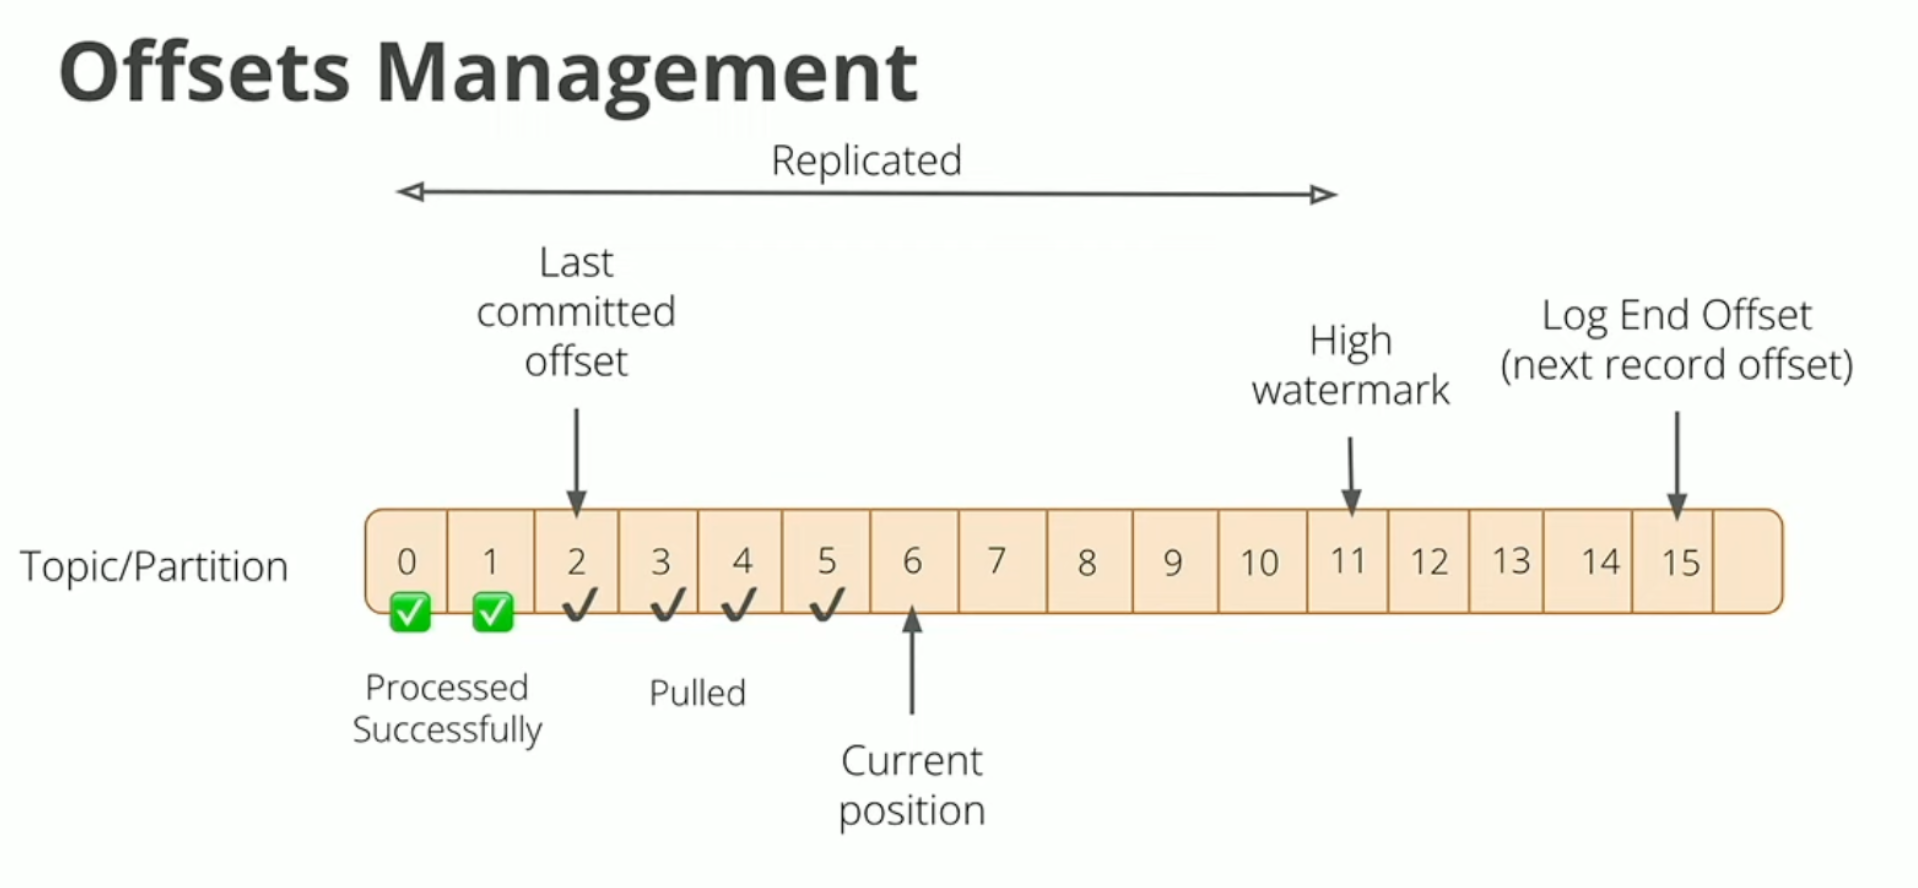 Offsets Management
Replicated
Last
committed
offset
High
watermark
Log End Offset
(next record offset)
Topic/Partition
0 1 2 3 4 5 6 7 8 9 10 11 12 13 14 15
Processed
Successfully
Pulled
Current
position